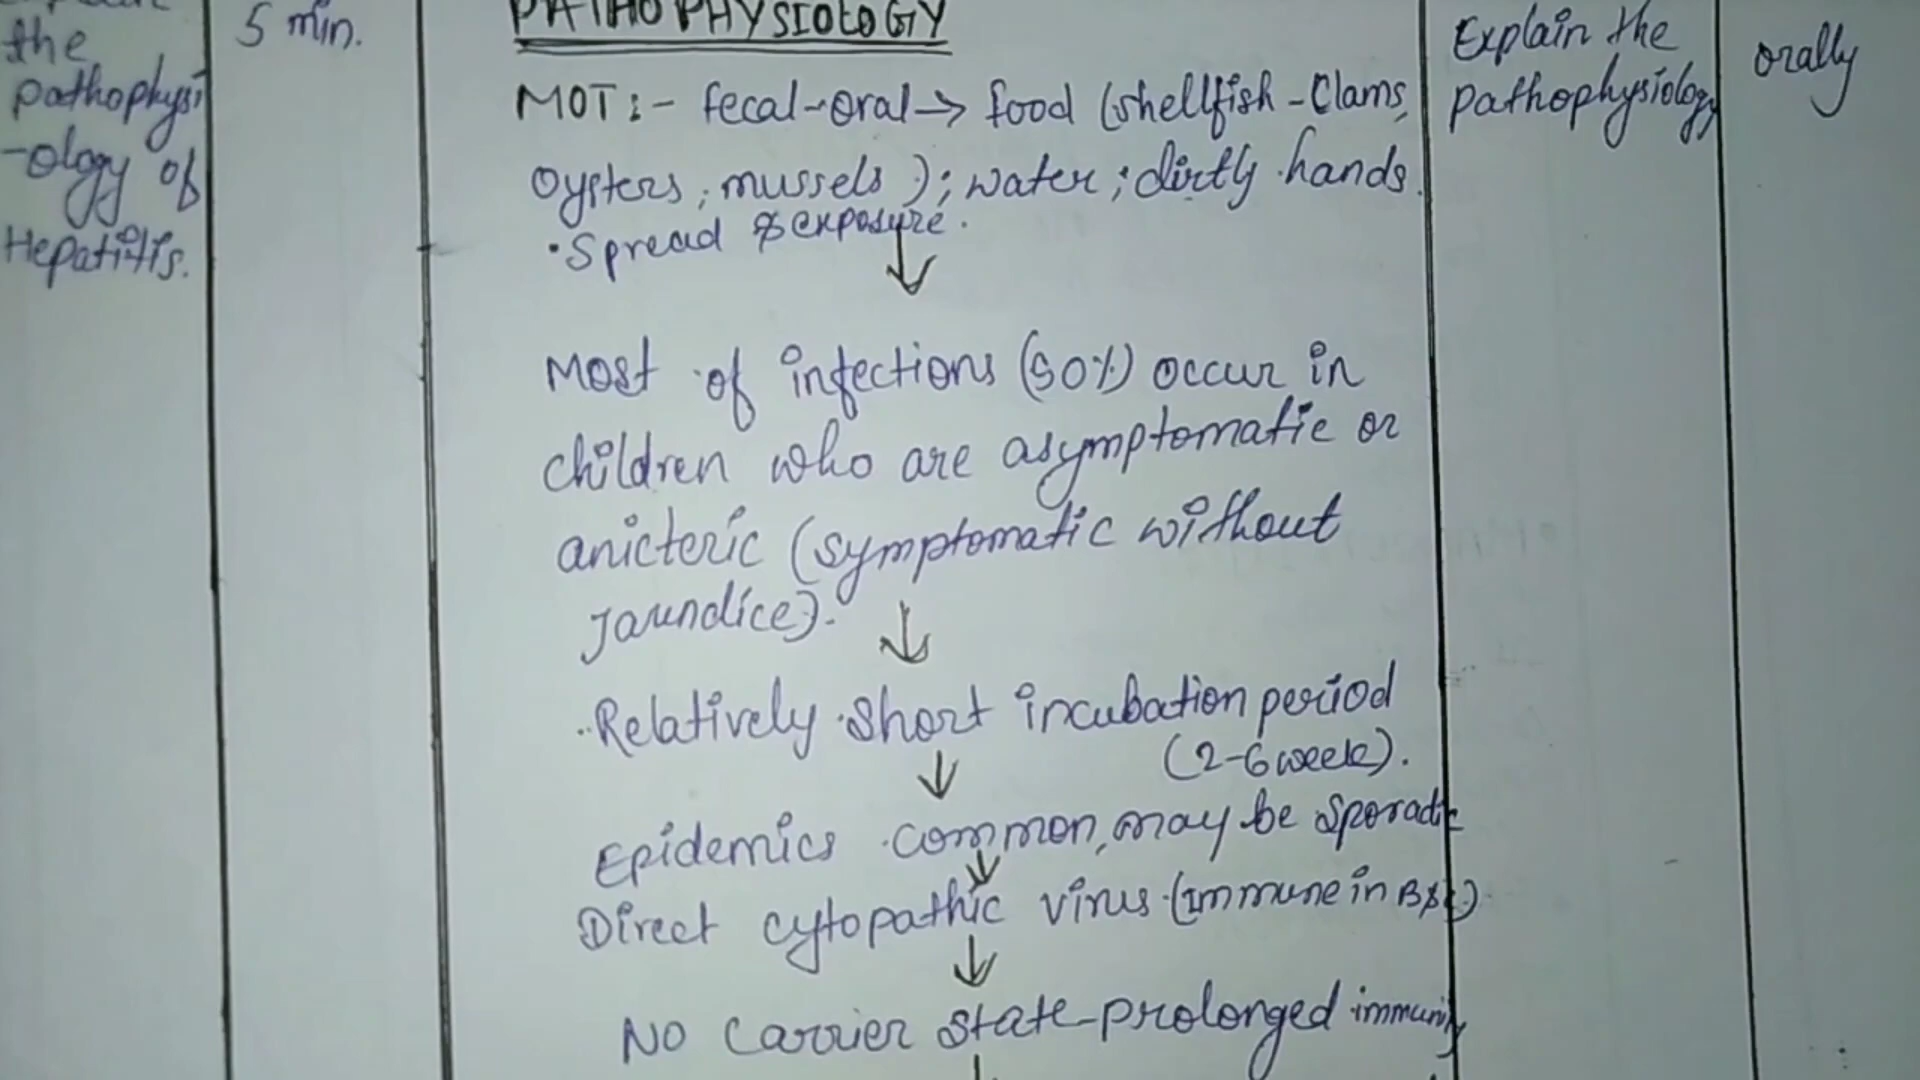 the
pathophysi
-ology of
Hepatitis.
5 min.
PATHOPHYSIOLOGY
MOT:- fecal-oral→ food (shellfish -Clams,
Oysters, mussels); water; dirtly hands.
•Spread & exposure.
↓
Most of infections (50%) occur in
children who are asymptomatic or
anicteric (symptomatic without
Jaundice).
↓
Relatively short incubation period
(2-6 week).
↓
Epidemics common, may be sporadic
↓
Direct cytopathic virus (immune in B&C)
↓
NO Carrier state-prolonged immunity
Explain the
pathophysiology
orally